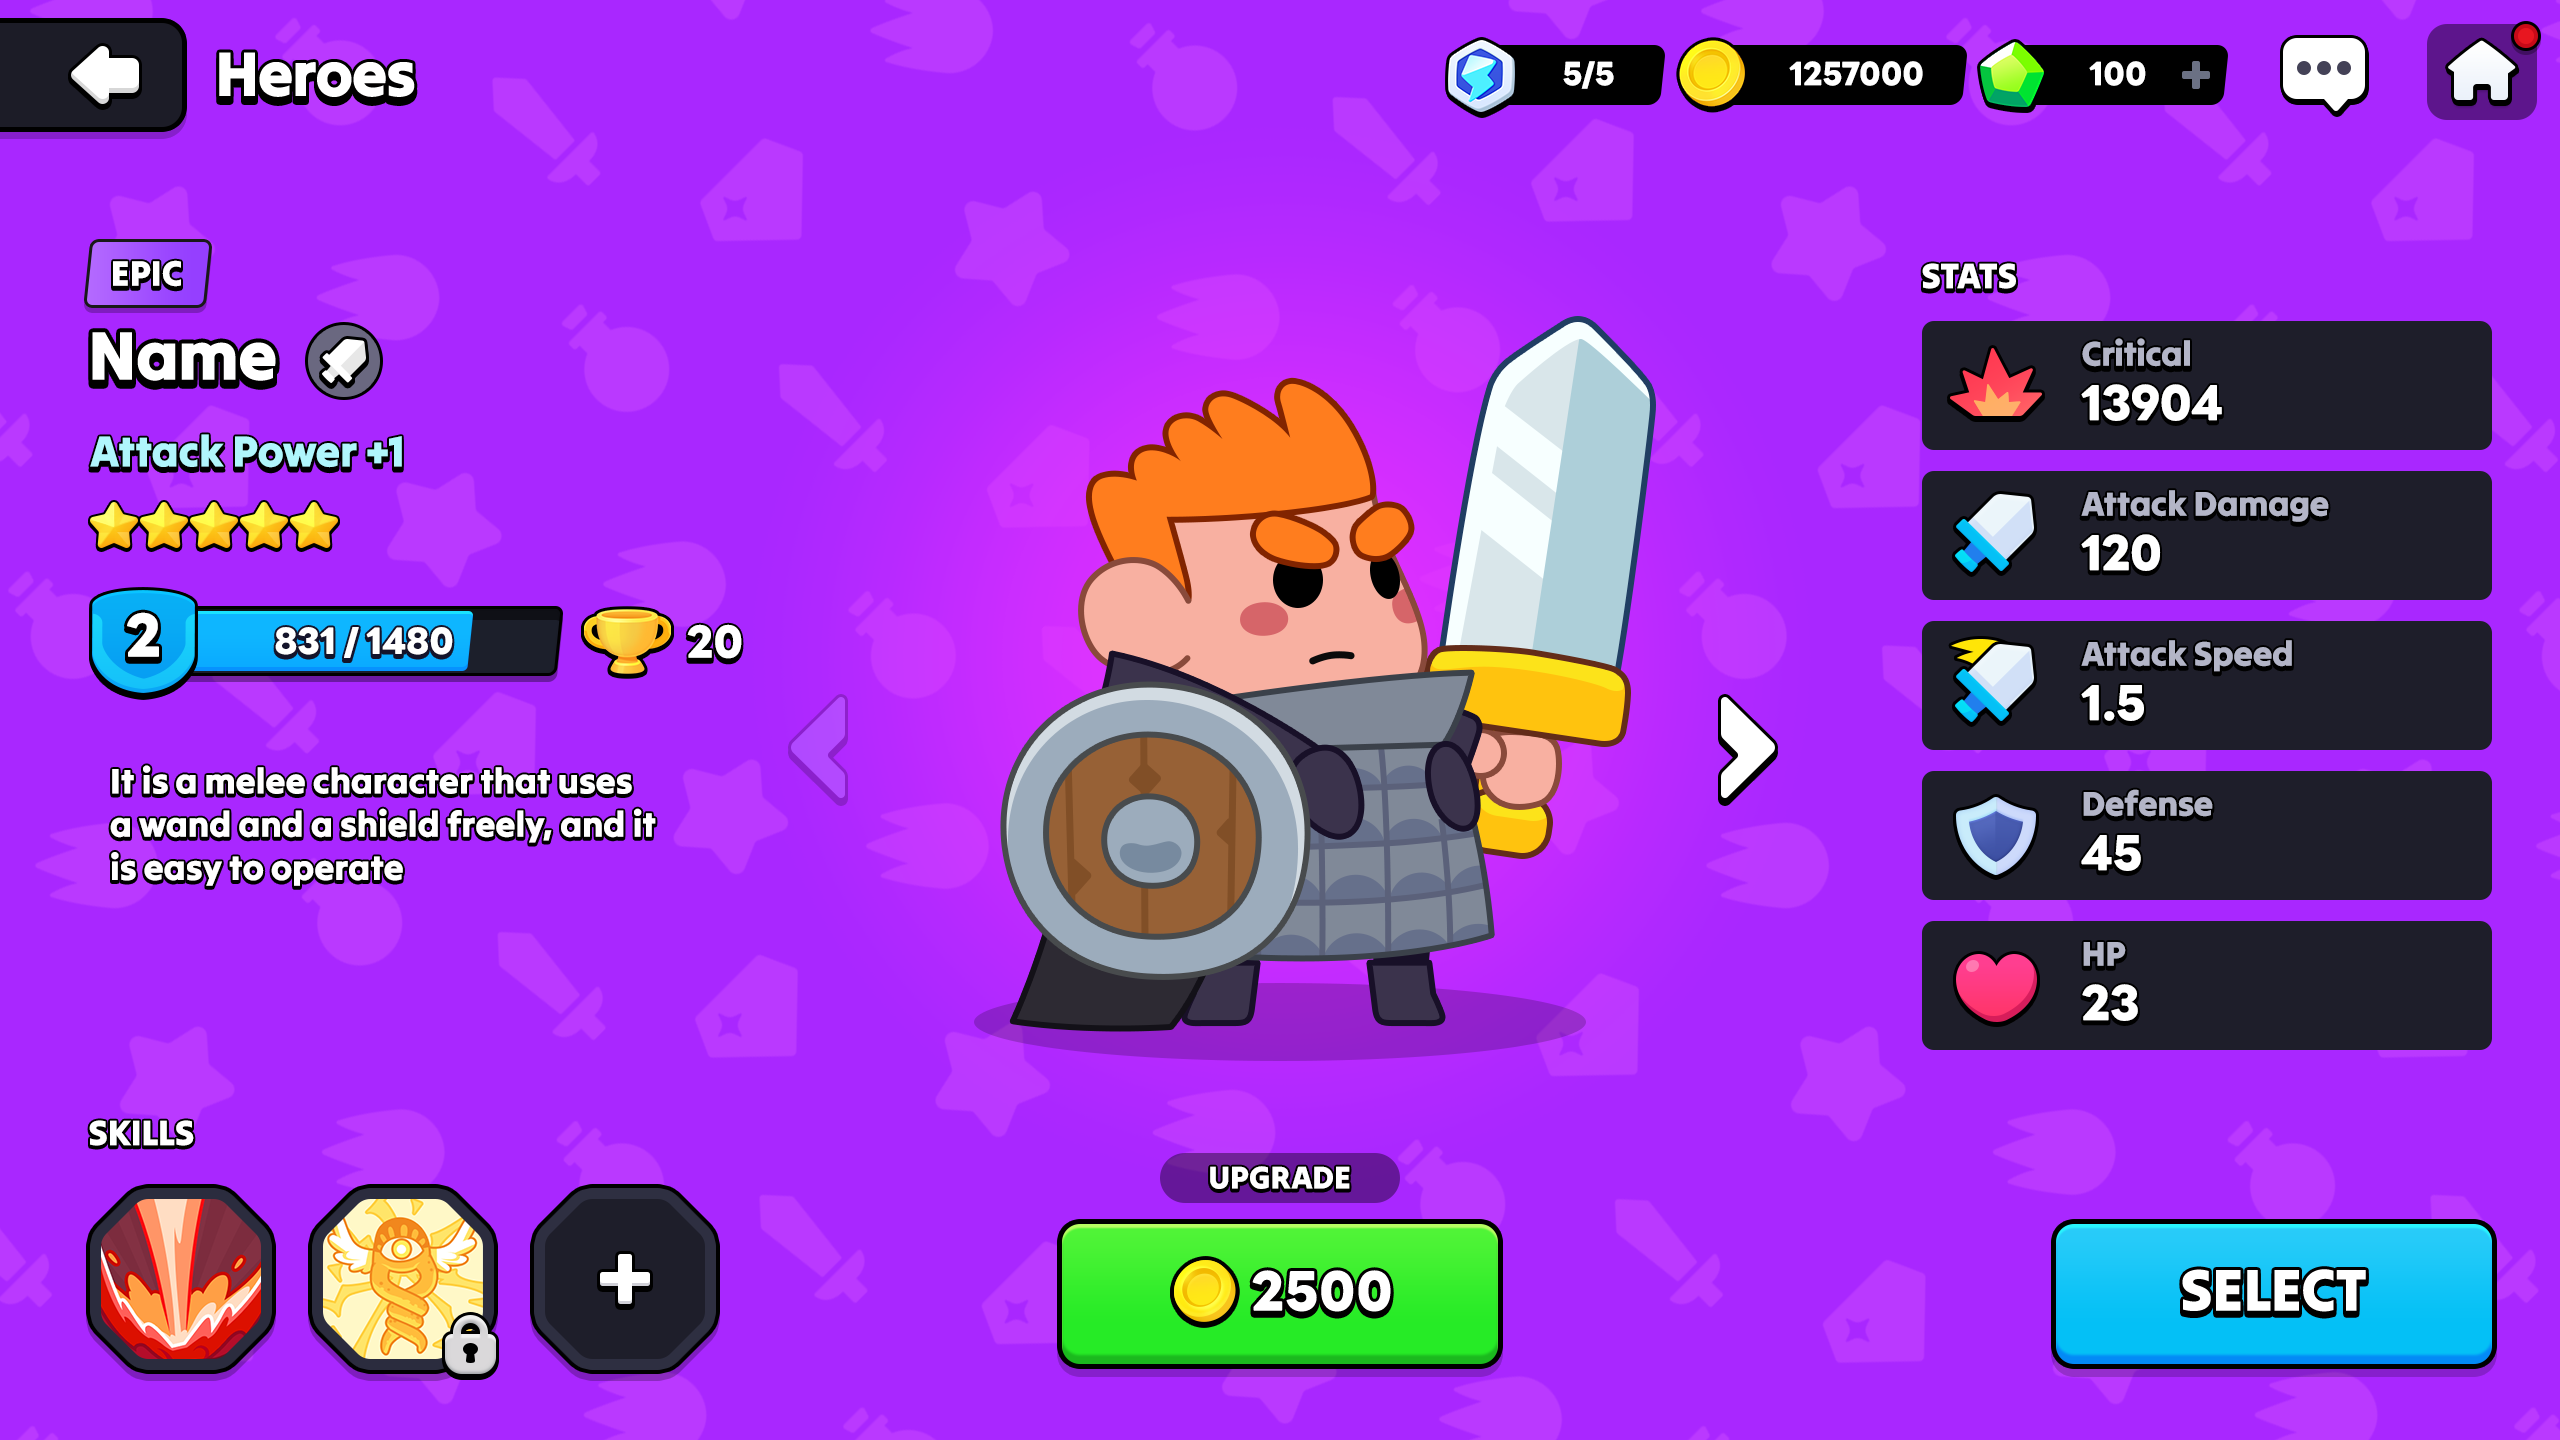 Heroes
5/5
1257000
100
EPIC
Name
Attack Power +1
2
831 / 1480
20
It is a melee character that uses
a wand and a shield freely, and it
is easy to operate
SKILLS
UPGRADE
2500
STATS
Critical
13904
Attack Damage
120
Attack Speed
1.5
Defense
45
HP
23
SELECT